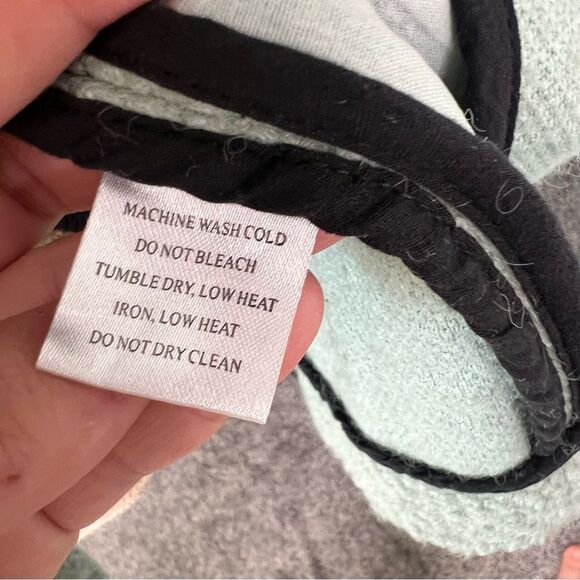 MACHINE WASH COLD
DO NOT BLEACH
TUMBLE DRY, LOW HEAT
IRON, LOW HEAT
DO NOT DRY CLEAN